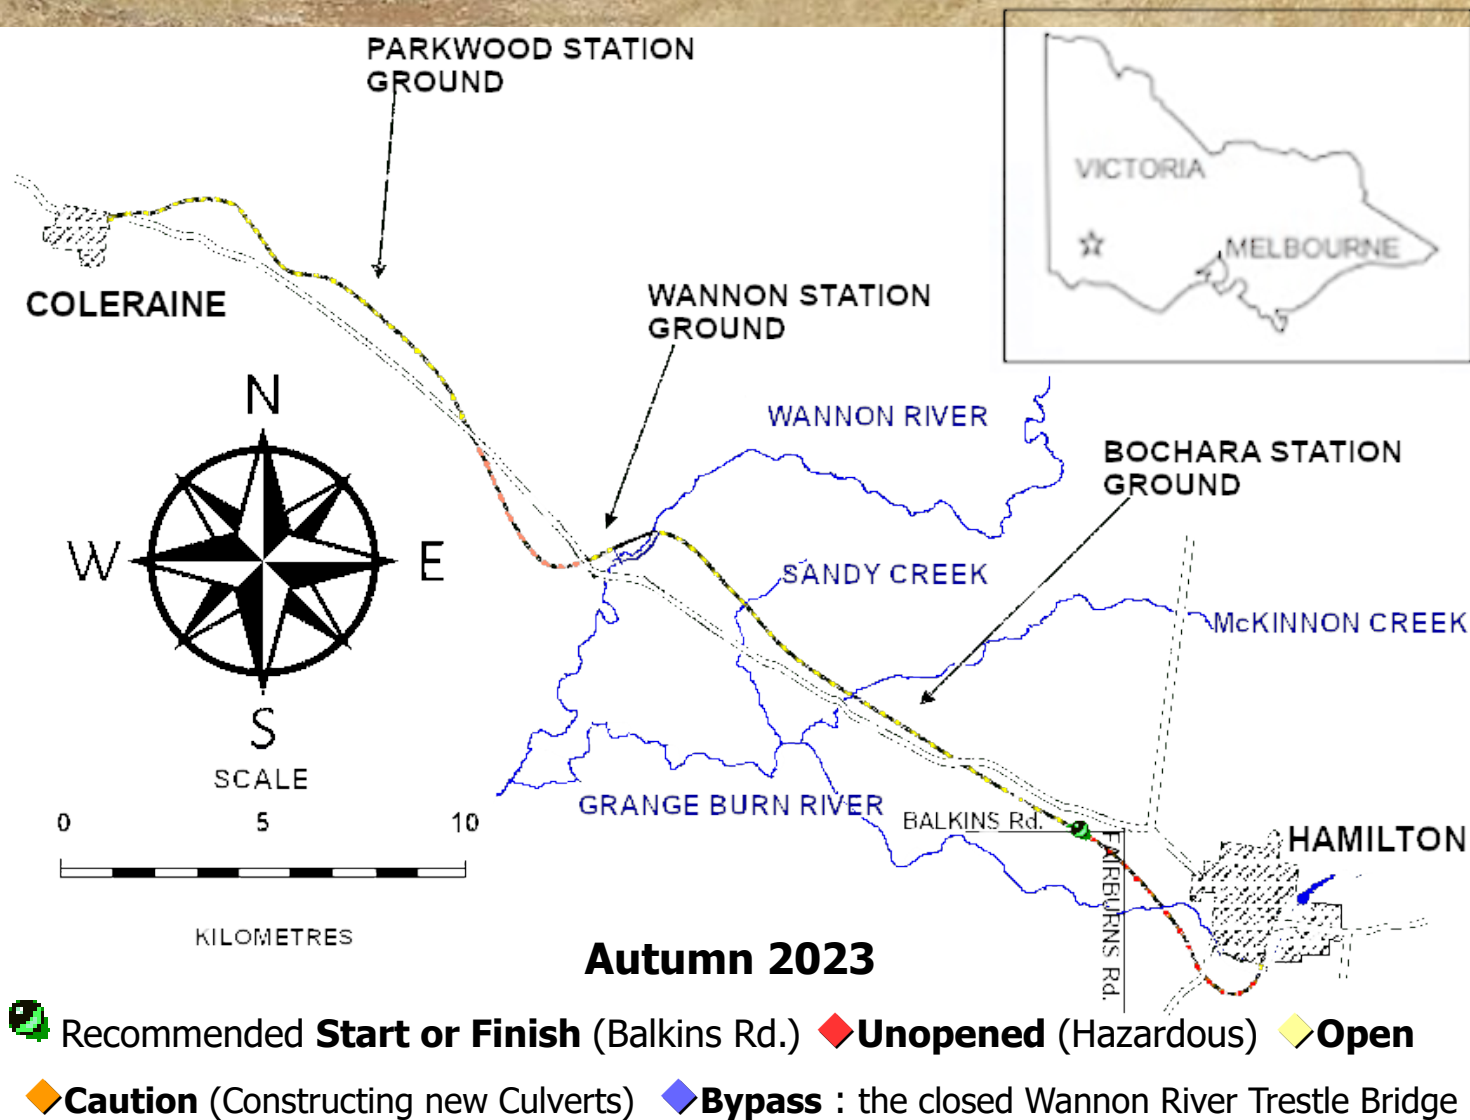 PARKWOOD STATION
GROUND
VICTORIA
MELBOURNE
COLERAINE
WANNON STATION
GROUND
N
W
E
S
WANNON RIVER
BOCHARA STATION
GROUND
SANDY CREEK
McKINNON CREEK
SCALE
0 5 10
KILOMETRES
GRANGE BURN RIVER
BALKINS Rd.
FAIRBURNS Rd.
HAMILTON
Autumn 2023
Recommended Start or Finish (Balkins Rd.) Unopened (Hazardous) Open
Caution (Constructing new Culverts) Bypass : the closed Wannon River Trestle Bridge